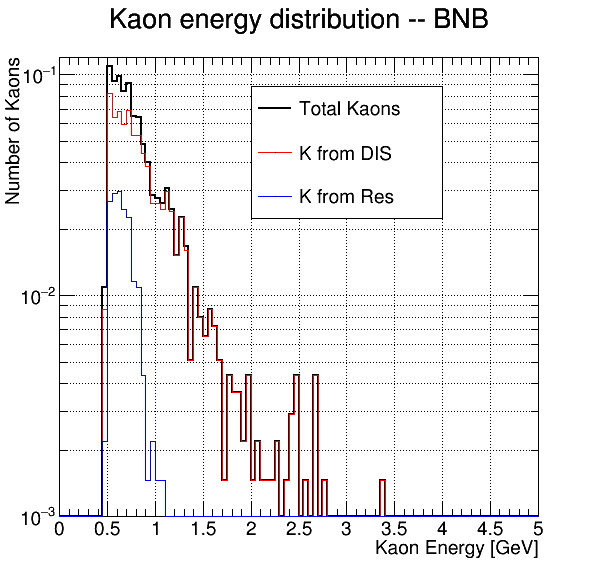 Kaon energy distribution -- BNB
Number of Kaons
10⁻¹
10⁻²
10⁻³
Total Kaons
K from DIS
K from Res
0 0.5 1 1.5 2 2.5 3 3.5 4 4.5 5
Kaon Energy [GeV]